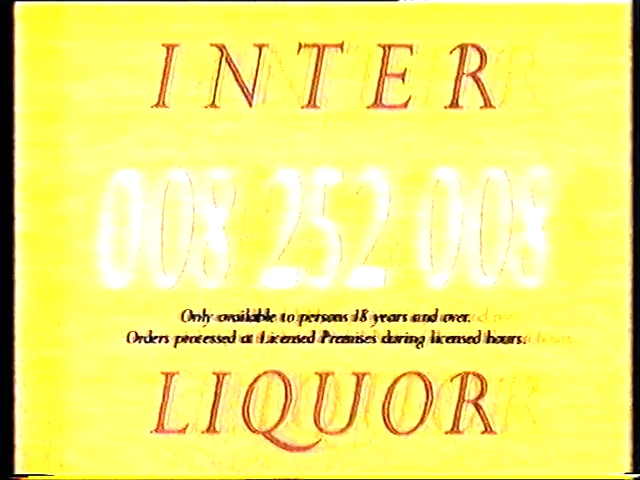 INTER
008 252 008
Only available to persons 18 years and over.
Orders processed at Licensed Premises during licensed hours.
LIQUOR